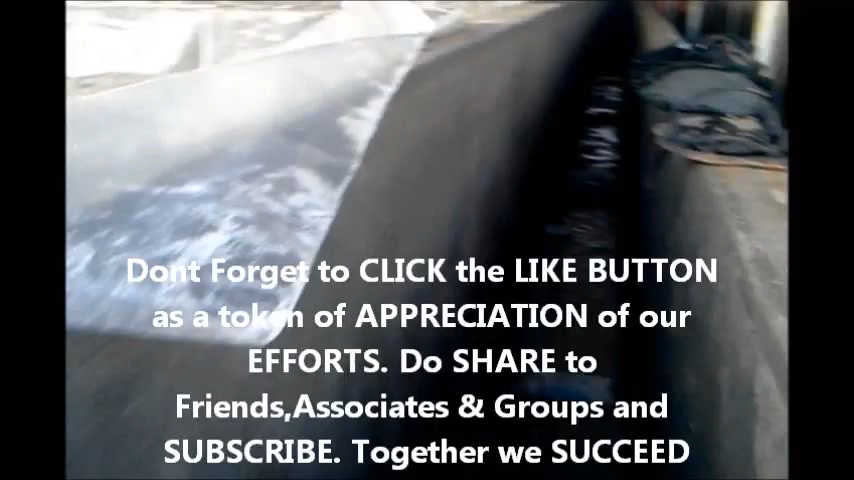 Dont Forget to CLICK the LIKE BUTTON
as a token of APPRECIATION of our
EFFORTS. Do SHARE to
Friends,Associates & Groups and
SUBSCRIBE. Together we SUCCEED